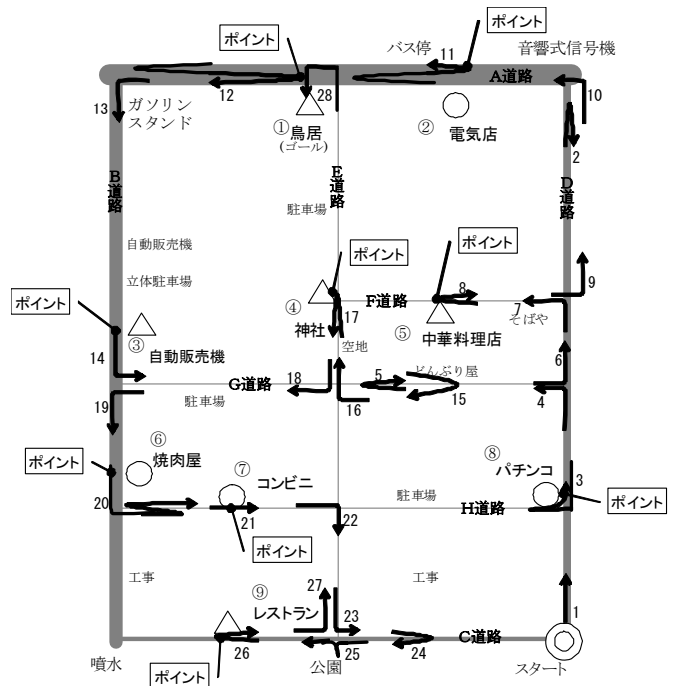 ポイント
ポイント
バス停
11
音響式信号機
A道路
12
28
10
13
ガソリン
スタンド
① 鳥居
(ゴール)
②
電気店
2
B道路
E道路
D道路
駐車場
自動販売機
立体駐車場
ポイント
ポイント
9
8
7
④
神社
17
F道路
そばや
ポイント
⑤
中華料理店
③
自動販売機
空地
どんぶり屋
6
14
G道路
18
5
15
4
19
駐車場
16
ポイント
⑥
焼肉屋
⑦
コンビニ
⑧
パチンコ
3
駐車場
20
21
22
H道路
ポイント
ポイント
工事
工事
⑨
レストラン
27
23
1
26
25
24
C道路
噴水
ポイント
公園
スタート